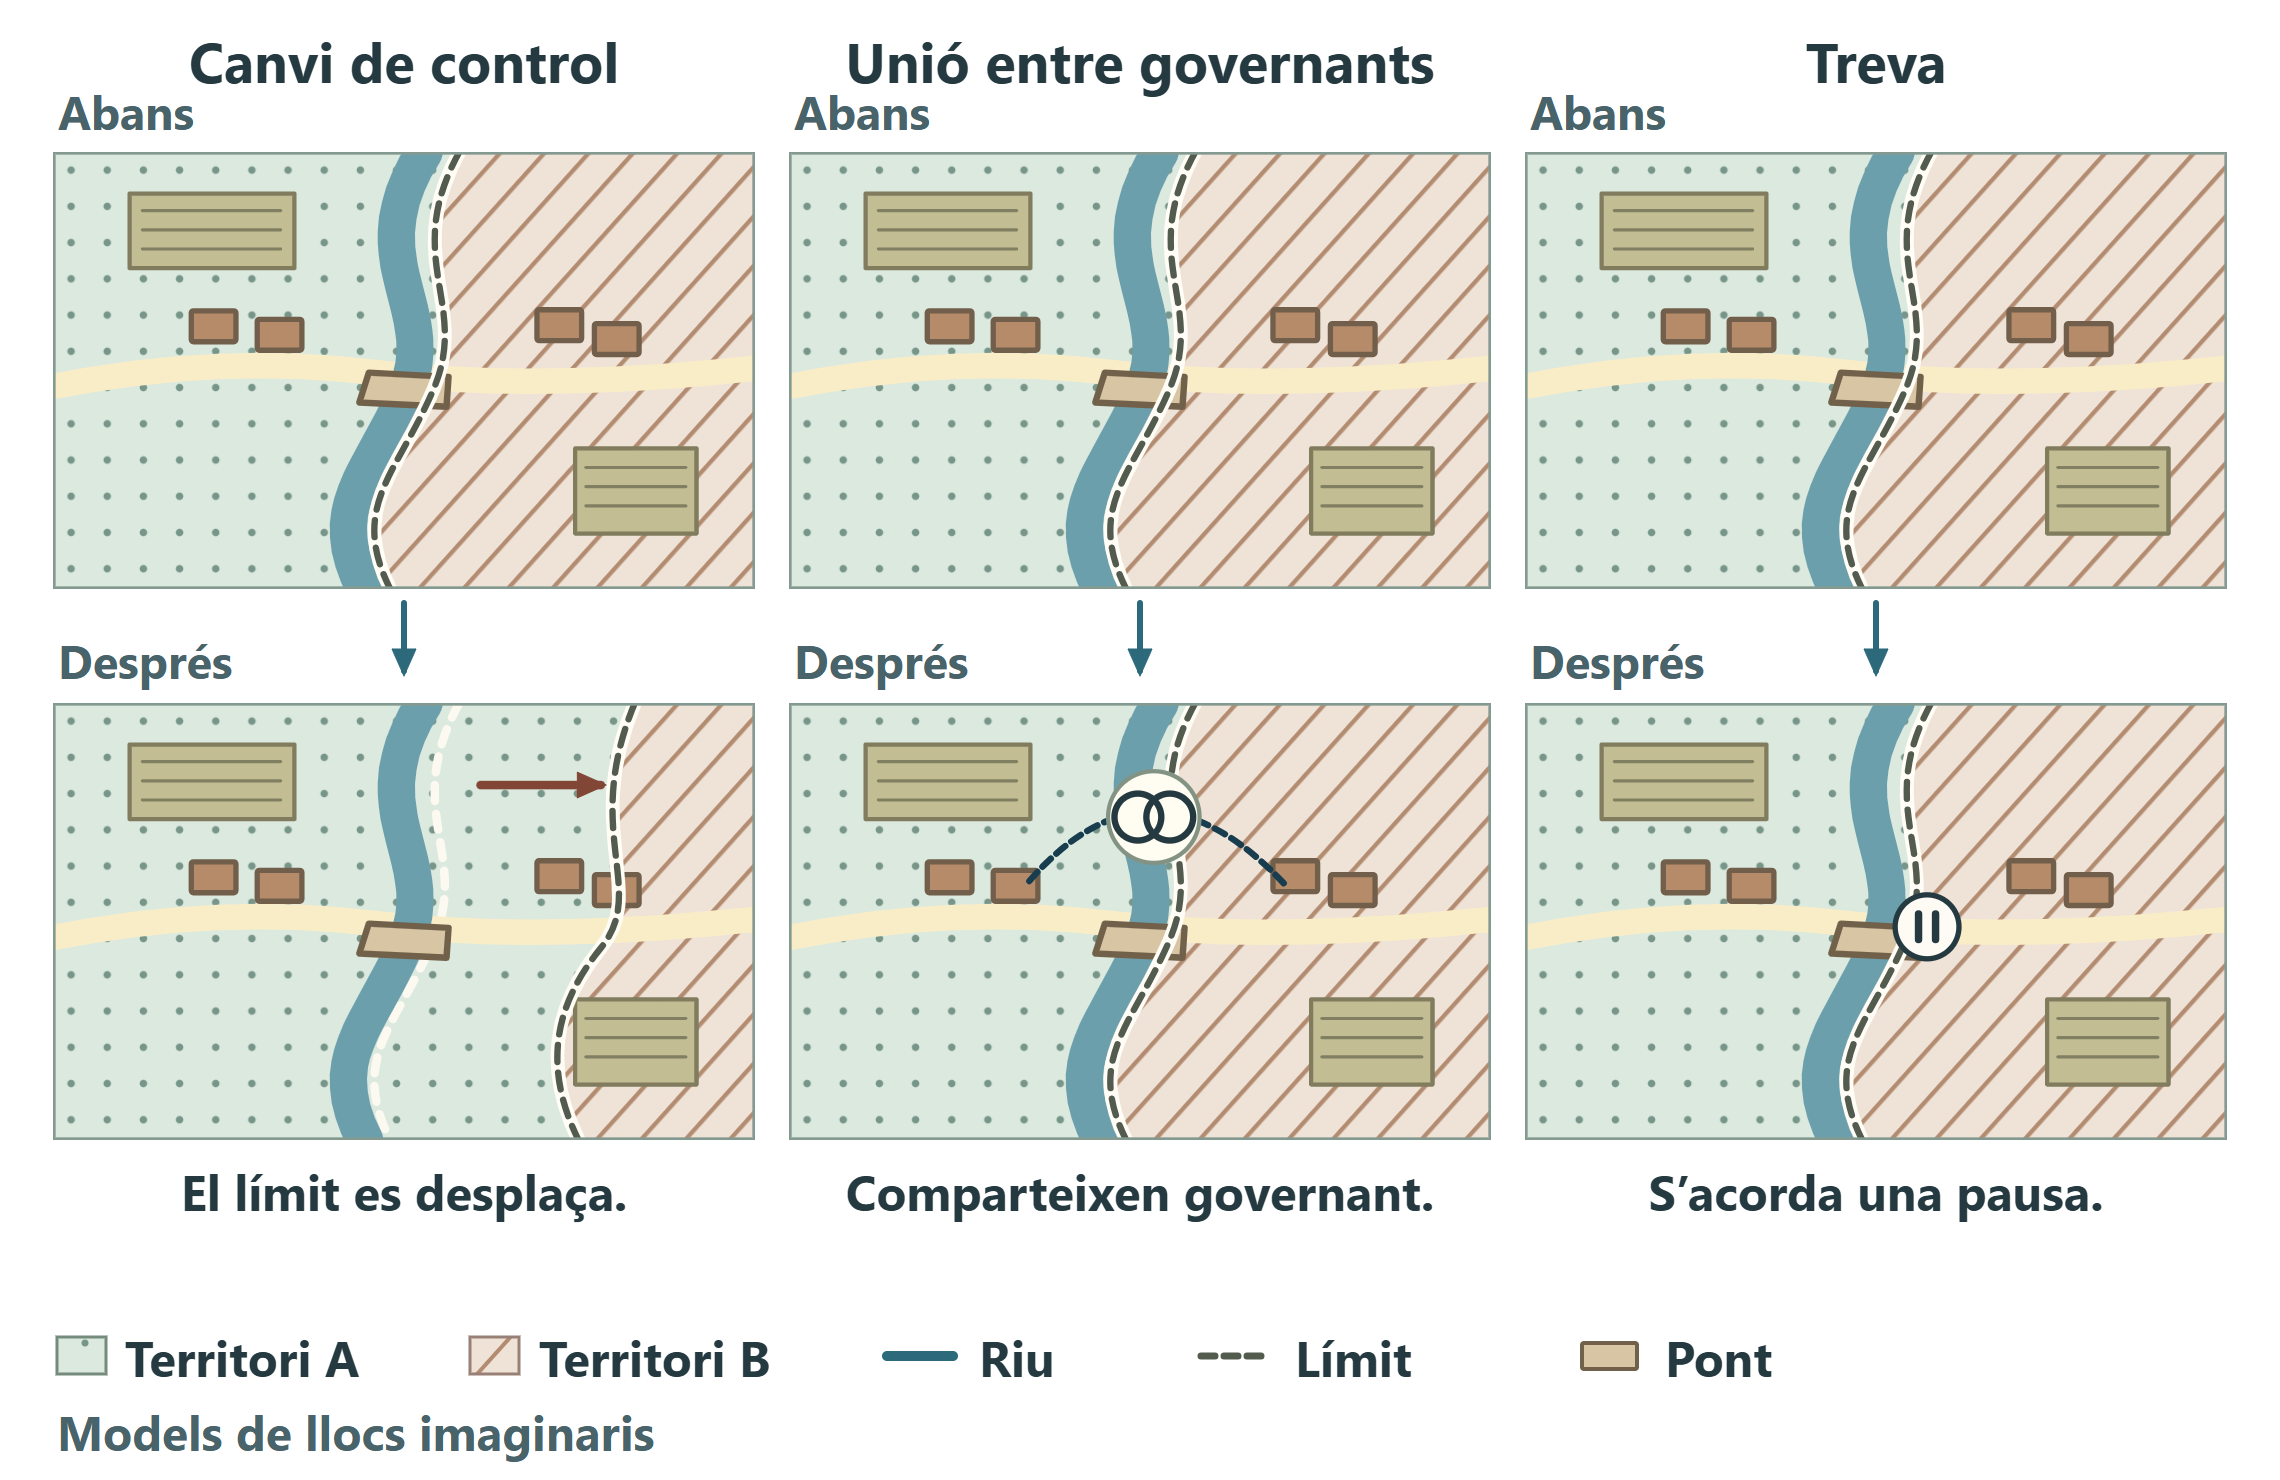 Canvi de control
Unió entre governants
Treva
Abans
Abans
Abans
Després
Després
Després
El límit es desplaça.
Comparteixen governant.
S’acorda una pausa.
Territori A
Territori B
Riu
Límit
Pont
Models de llocs imaginaris